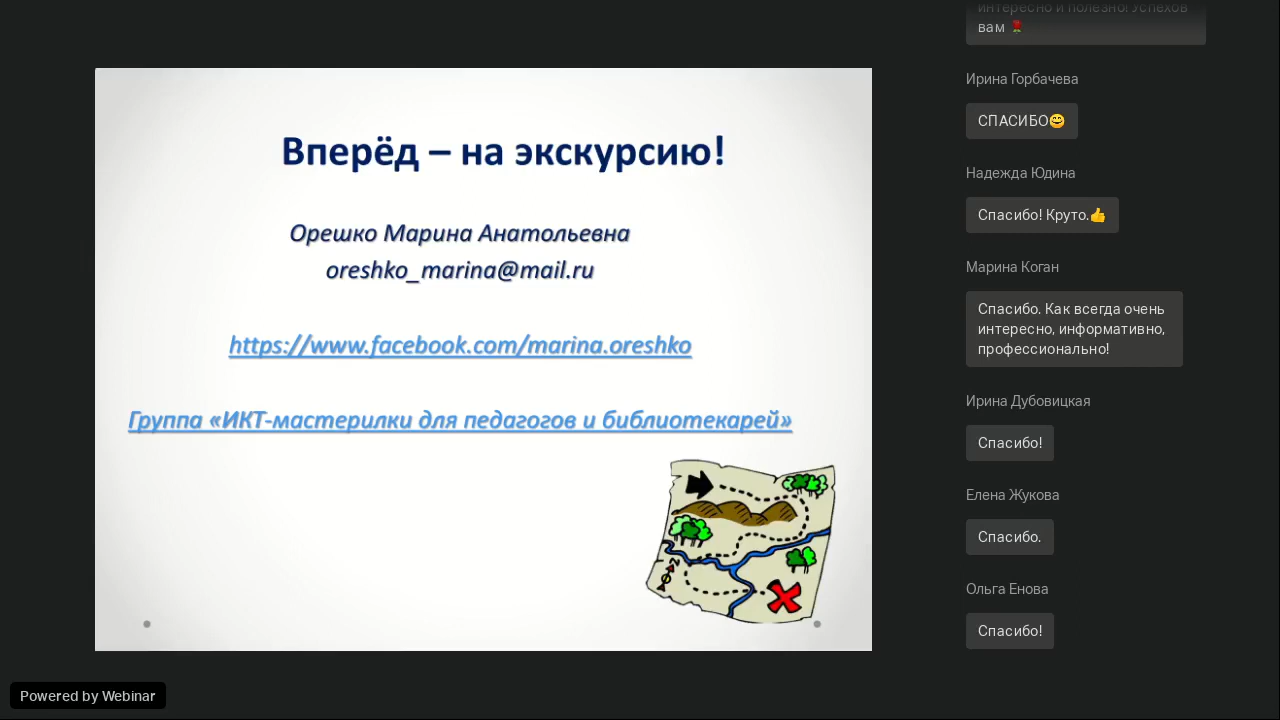 Вперёд – на экскурсию!
Орешко Марина Анатольевна
oreshko_marina@mail.ru
https://www.facebook.com/marina.oreshko
Группа «ИКТ-мастерилки для педагогов и библиотекарей»
интересно и полезно! Успехов
вам 🌹
Ирина Горбачева
СПАСИБО😊
Надежда Юдина
Спасибо! Круто.👍
Марина Коган
Спасибо. Как всегда очень
интересно, информативно,
профессионально!
Ирина Дубовицкая
Спасибо!
Елена Жукова
Спасибо.
Ольга Енова
Спасибо!
Powered by Webinar